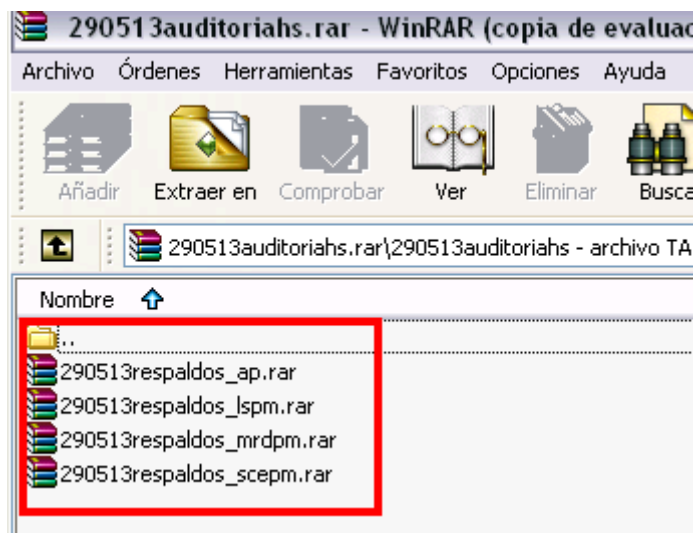 290513auditoriahs.rar - WinRAR (copia de evaluac
Archivo Órdenes Herramientas Favoritos Opciones Ayuda
Añadir Extraer en Comprobar Ver Eliminar Busca
290513auditoriahs.rar\290513auditoriahs - archivo TA
Nombre
..
290513respaldos_ap.rar
290513respaldos_lspm.rar
290513respaldos_mrdpm.rar
290513respaldos_scepm.rar